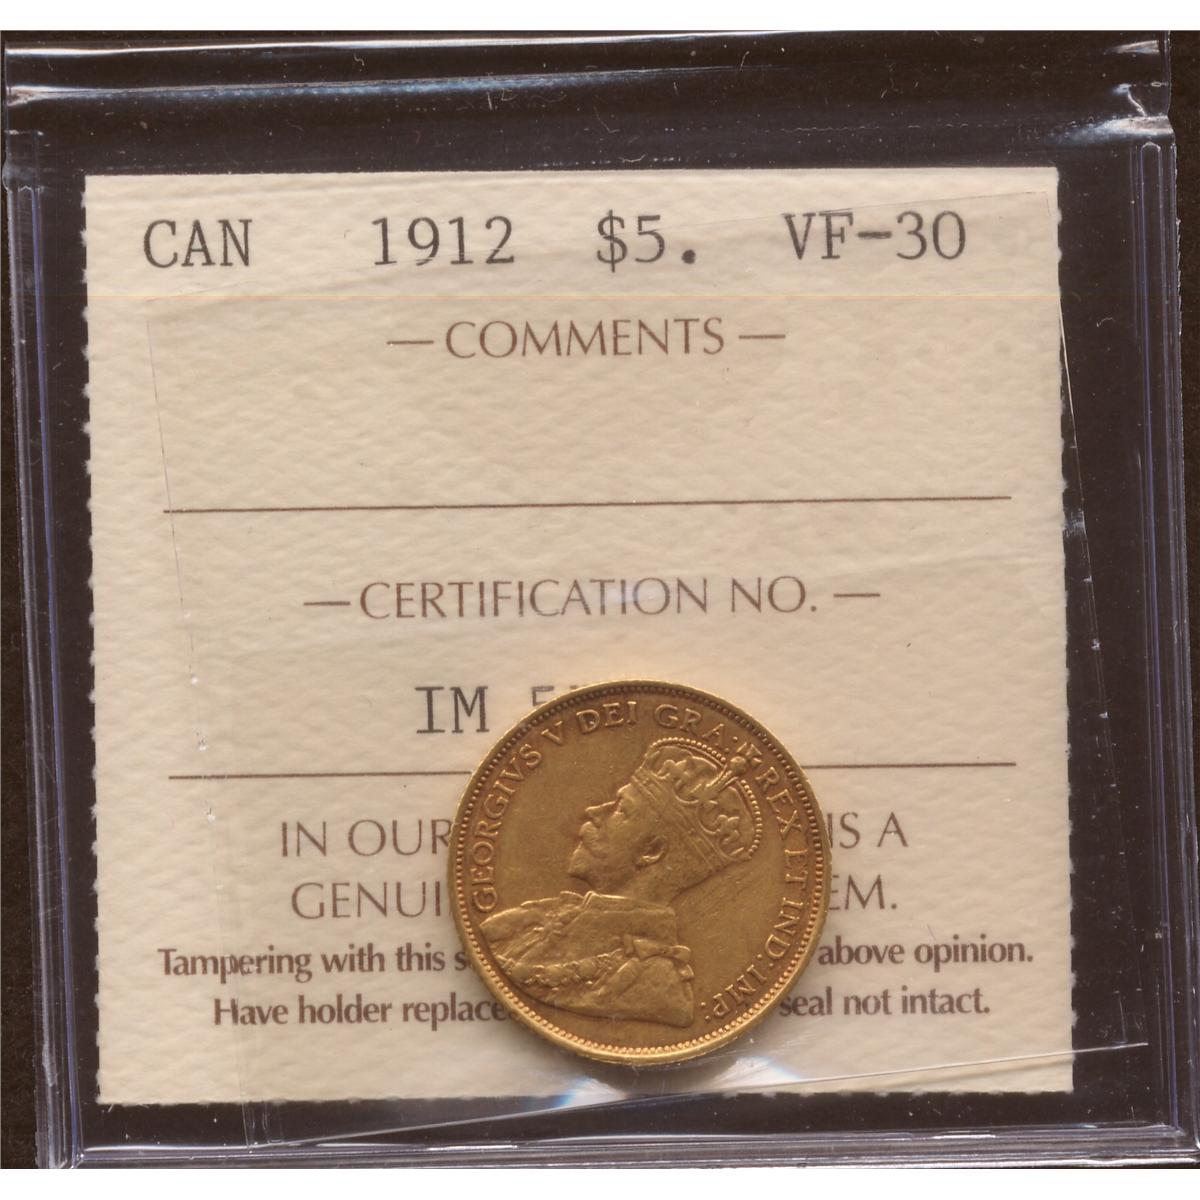 CAN 1912 $5. VF-30
— COMMENTS —
— CERTIFICATION NO. —
IM
IN OUR IS A
GENUI EM.
Tampering with this s above opinion.
Have holder replace seal not intact.
GEORGIVS V DEI GRA: REX ET IND: IMP: